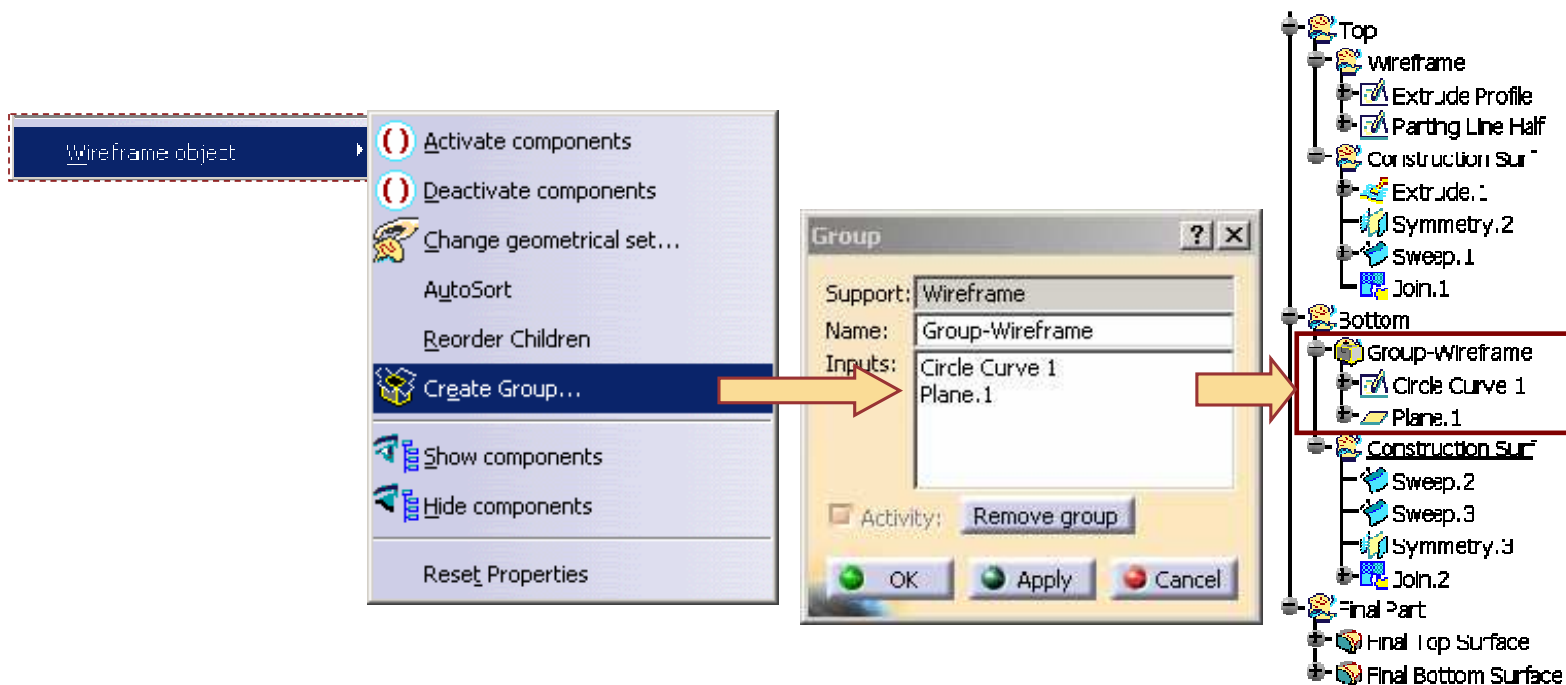 Wireframe object
Activate components
Deactivate components
Change geometrical set...
AutoSort
Reorder Children
Create Group...
Show components
Hide components
Reset Properties
Group
Support: Wireframe
Name: Group-Wireframe
Inputs: Circle Curve 1
Plane.1
Activity: Remove group
OK Apply Cancel
Top
Wireframe
Extrude Profile
Parting Line Half
Construction Surf
Extrude.1
Symmetry.2
Sweep.1
Join.1
Bottom
Group-Wireframe
Circle Curve 1
Plane.1
Construction Surf
Sweep.2
Sweep.3
Symmetry.3
Join.2
Final Part
Final Top Surface
Final Bottom Surface